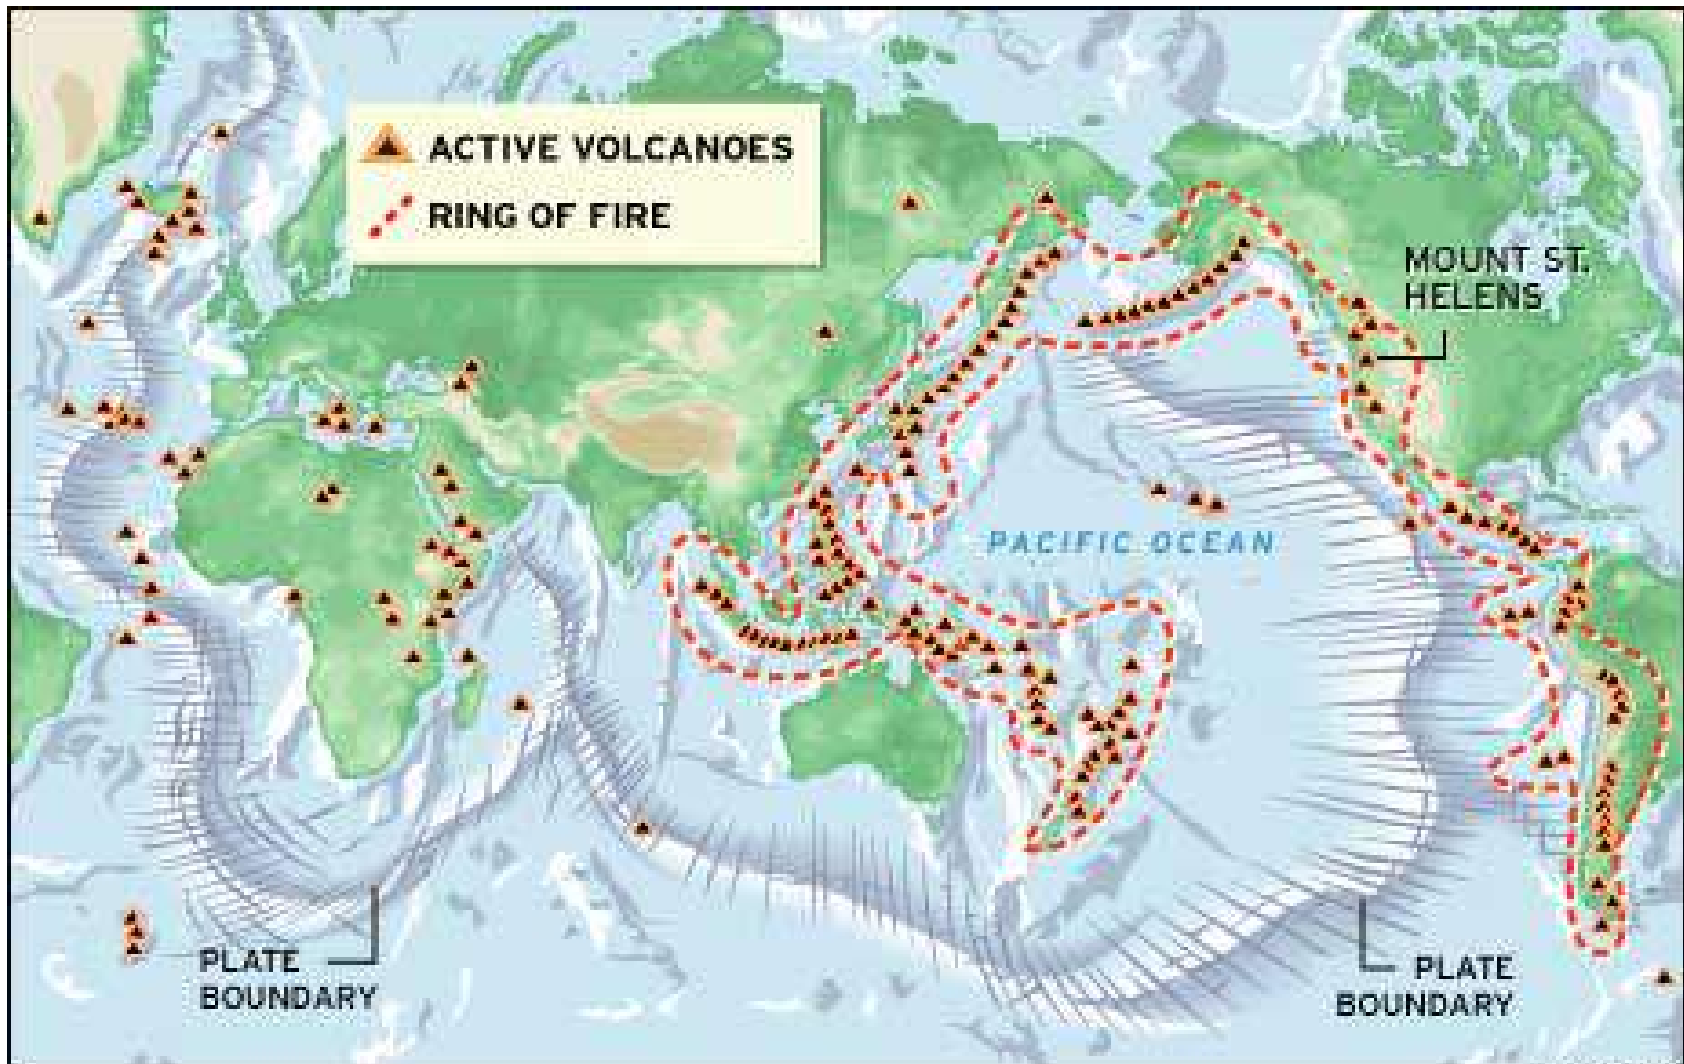 ACTIVE VOLCANOES
RING OF FIRE
MOUNT ST.
HELENS
PACIFIC OCEAN
PLATE
BOUNDARY
PLATE
BOUNDARY